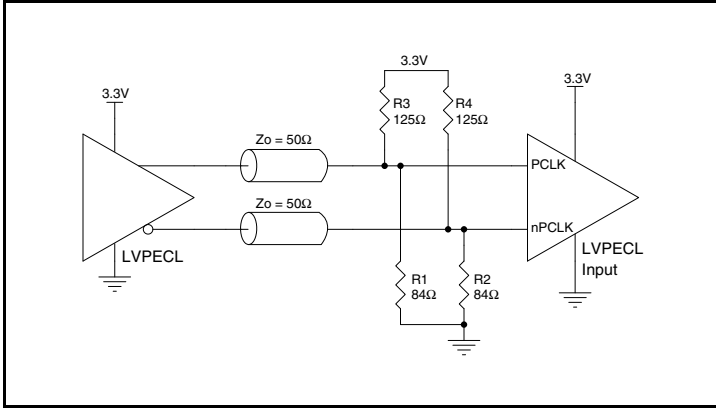 3.3V
3.3V
3.3V
R3
125Ω
R4
125Ω
Zo = 50Ω
PCLK
Zo = 50Ω
nPCLK
LVPECL
LVPECL
Input
R1
84Ω
R2
84Ω